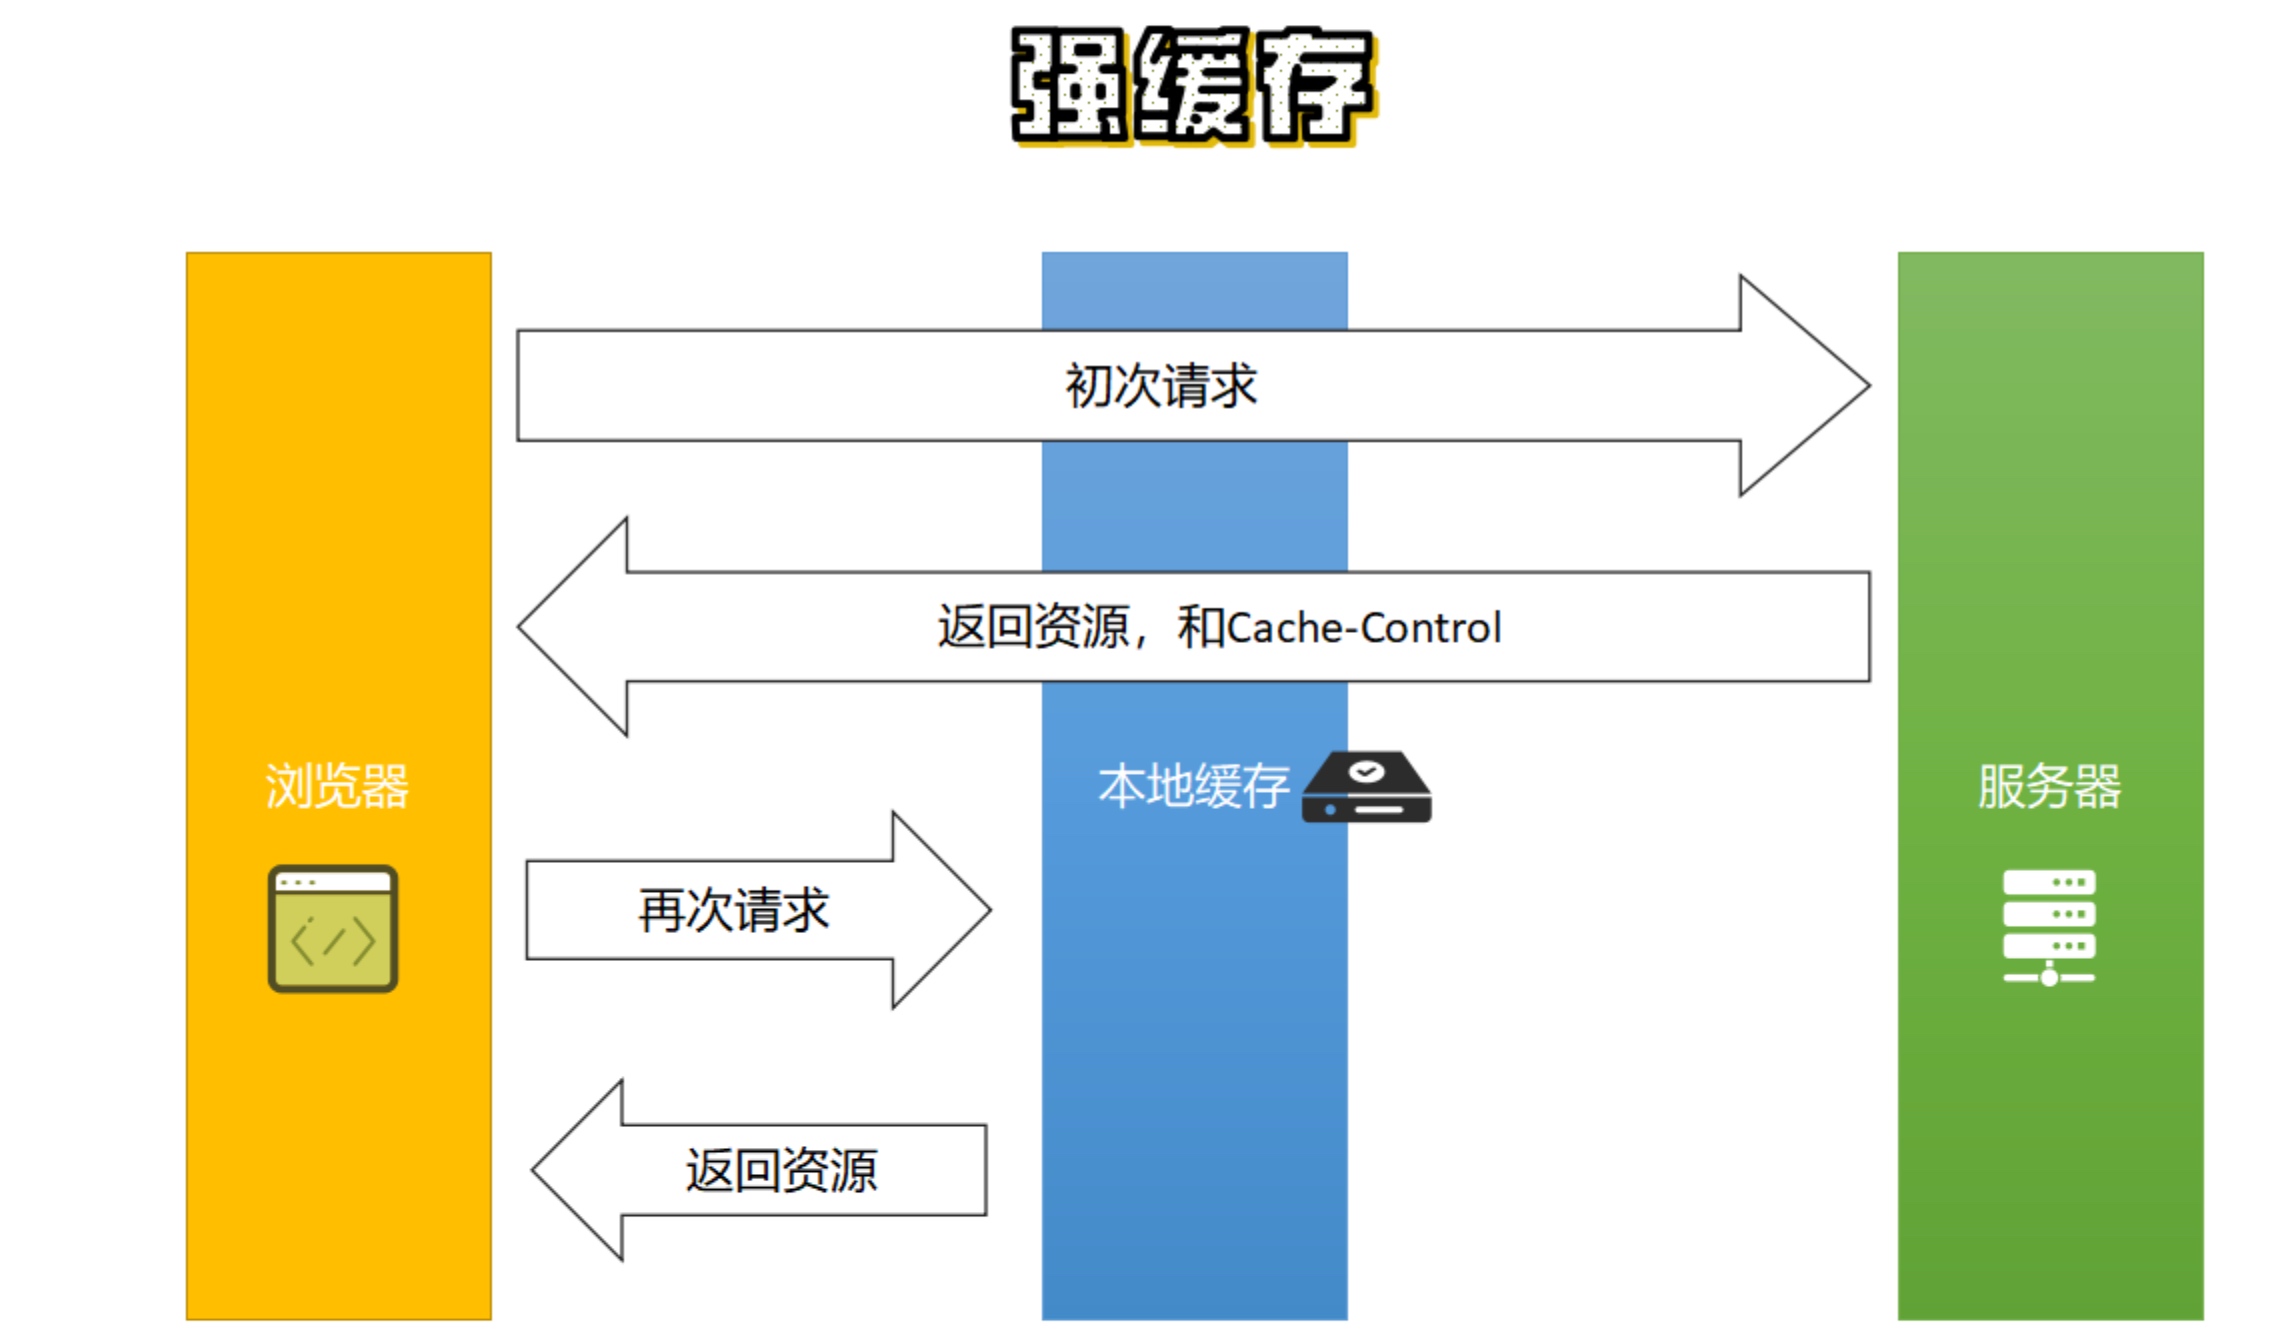 强缓存
初次请求
返回资源，和Cache-Control
浏览器
本地缓存
服务器
再次请求
返回资源